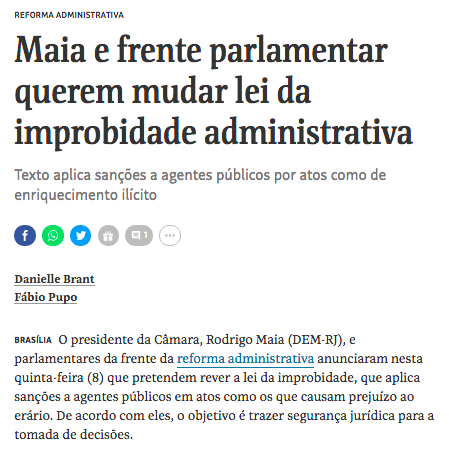 REFORMA ADMINISTRATIVA
Maia e frente parlamentar
querem mudar lei da
improbidade administrativa
Texto aplica sanções a agentes públicos por atos como de
enriquecimento ilícito
1
Danielle Brant
Fábio Pupo
BRASÍLIA O presidente da Câmara, Rodrigo Maia (DEM-RJ), e
parlamentares da frente da reforma administrativa anunciaram nesta
quinta-feira (8) que pretendem rever a lei da improbidade, que aplica
sanções a agentes públicos em atos como os que causam prejuízo ao
erário. De acordo com eles, o objetivo é trazer segurança jurídica para a
tomada de decisões.